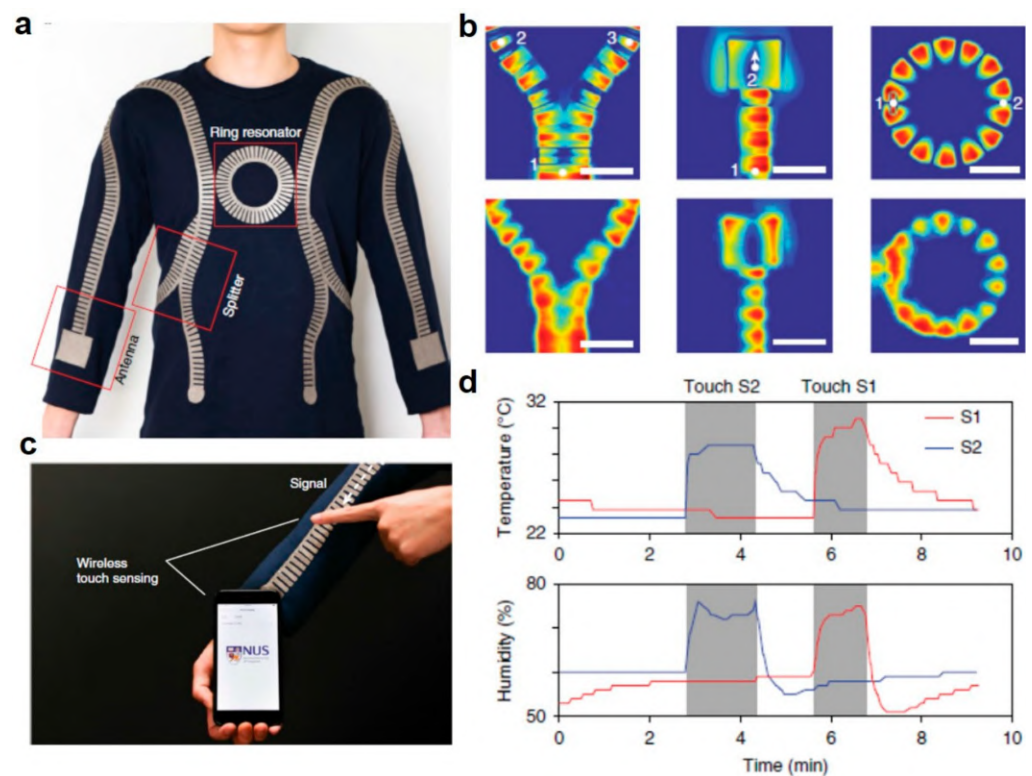 a
Ring resonator
Splitter
Antenna
b
2
3
1
2
1
1
2
c
Signal
Wireless
touch sensing
NUS
d
Touch S2
Touch S1
32
22
Temperature (°C)
S1
S2
0
2
4
6
8
10
80
50
Humidity (%)
0
2
4
6
8
10
Time (min)